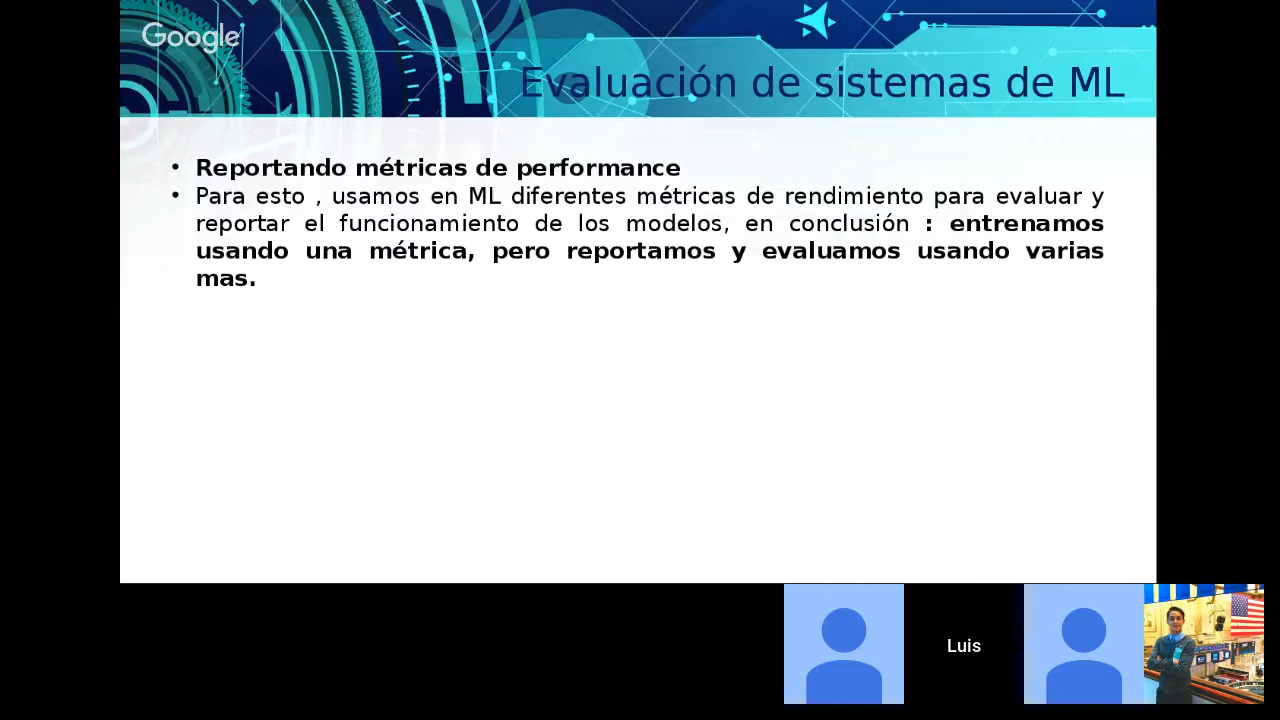 Google
Evaluación de sistemas de ML
• Reportando métricas de performance
• Para esto , usamos en ML diferentes métricas de rendimiento para evaluar y
reportar el funcionamiento de los modelos, en conclusión : entrenamos
usando una métrica, pero reportamos y evaluamos usando varias
mas.
Luis